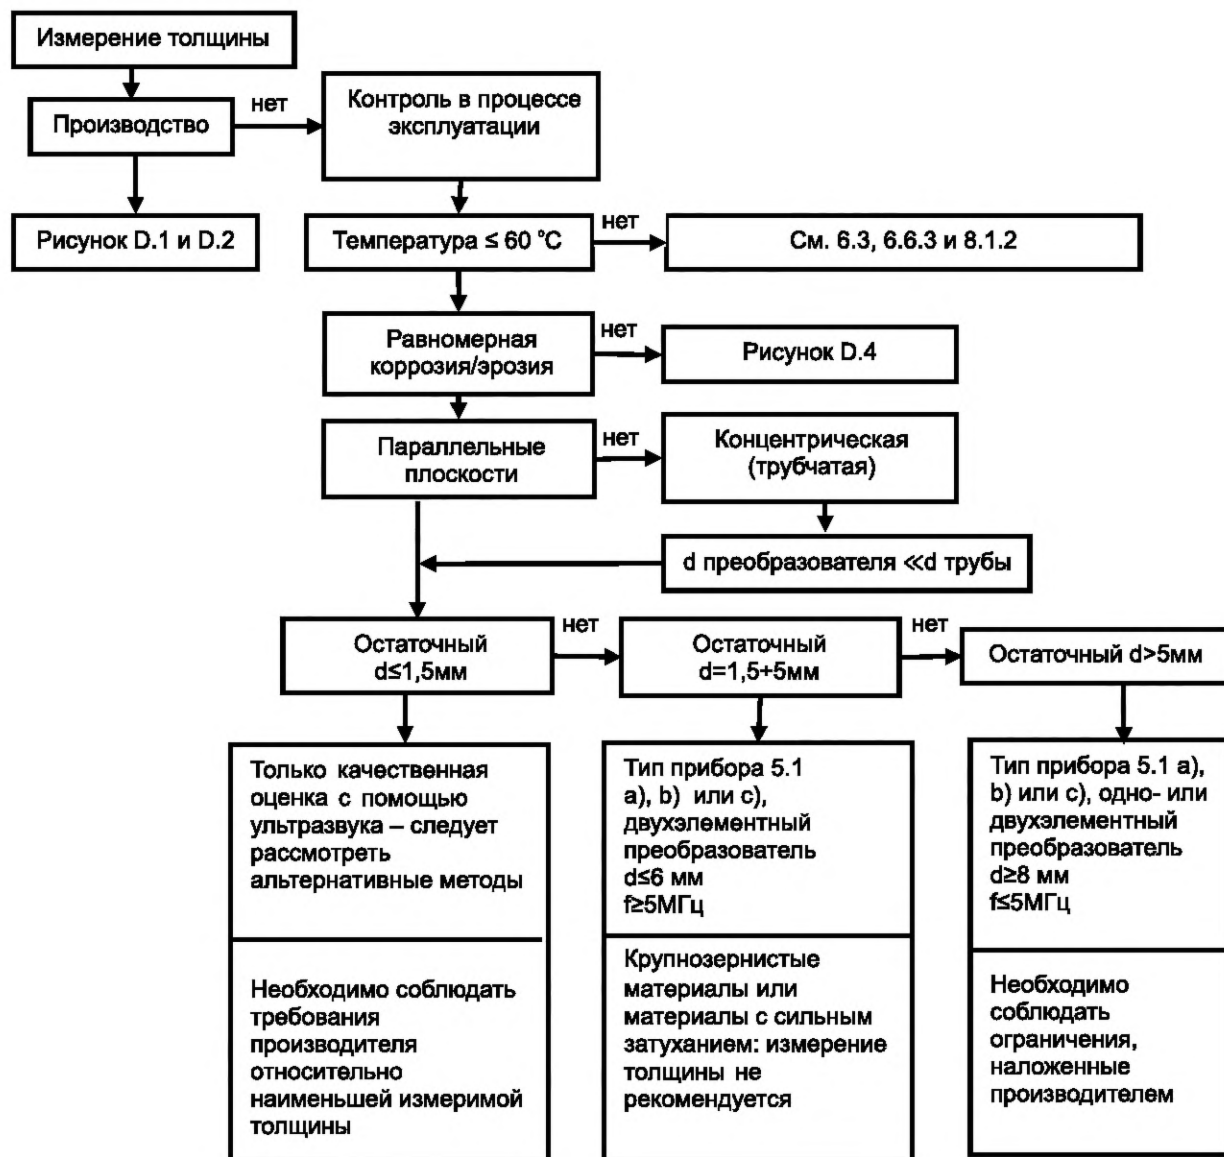 Измерение толщины
Производство
нет
Контроль в процессе
эксплуатации
Рисунок D.1 и D.2
Температура ≤ 60 °C
нет
См. 6.3, 6.6.3 и 8.1.2
Равномерная
коррозия/эрозия
нет
Рисунок D.4
Параллельные
плоскости
нет
Концентрическая
(трубчатая)
d преобразователя ≪d трубы
Остаточный
d≤1,5мм
нет
Остаточный
d=1,5+5мм
нет
Остаточный d>5мм
Только качественная
оценка с помощью
ультразвука – следует
рассмотреть
альтернативные методы
Необходимо соблюдать
требования
производителя
относительно
наименьшей измеримой
толщины
Тип прибора 5.1
a), b) или c),
двухэлементный
преобразователь
d≤6 мм
f≥5МГц
Крупнозернистые
материалы или
материалы с сильным
затуханием: измерение
толщины не
рекомендуется
Тип прибора 5.1 a),
b) или c), одно- или
двухэлементный
преобразователь
d≥8 мм
f≤5МГц
Необходимо
соблюдать
ограничения,
наложенные
производителем